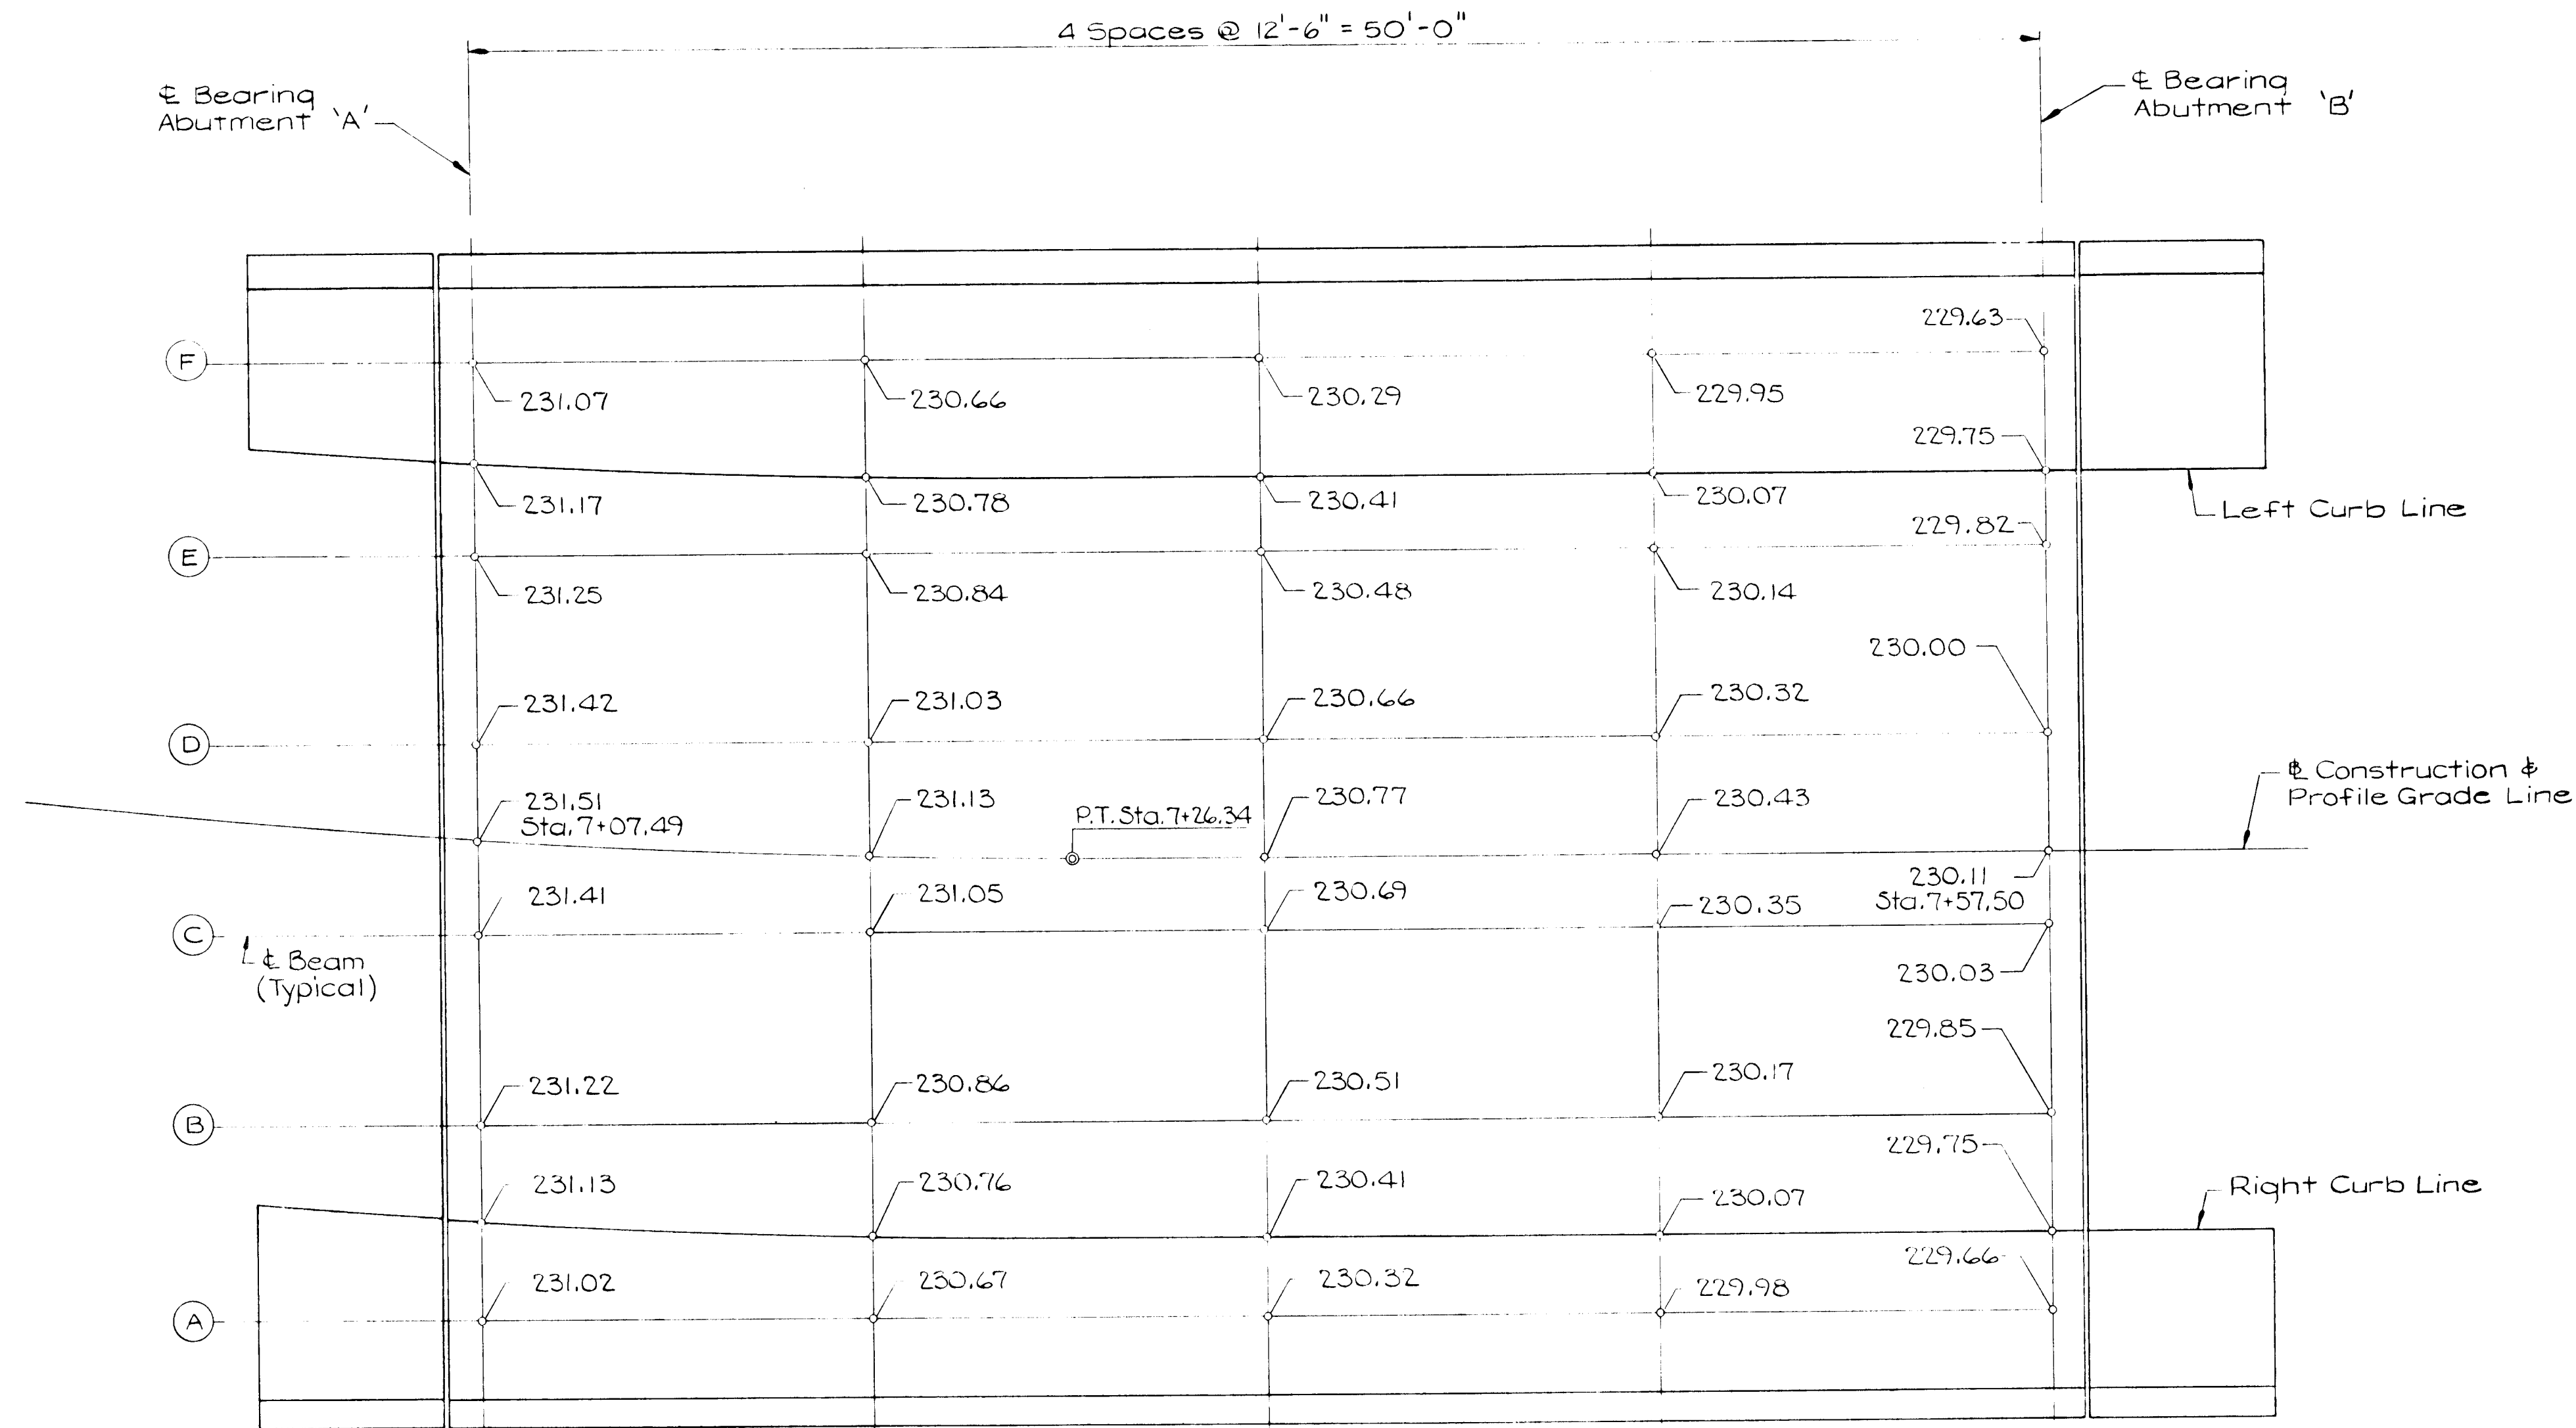 4 Spaces @ 12'-6" = 50'-0"
℄ Bearing
Abutment 'A'
℄ Bearing
Abutment 'B'
229.63
F
231.07
230.66
230.29
229.95
229.75
231.17
230.78
230.41
230.07
Left Curb Line
229.82
E
231.25
230.84
230.48
230.14
230.00
231.42
231.03
230.66
230.32
D
℄ Construction &
Profile Grade Line
231.51
Sta. 7+07.49
231.13
P.T. Sta. 7+26.34
230.77
230.43
230.11
Sta. 7+57.50
231.41
231.05
230.69
230.35
C
℄ Beam
(Typical)
230.03
229.85
231.22
230.86
230.51
230.17
B
229.75
231.13
230.76
230.41
230.07
Right Curb Line
229.66
231.02
230.67
230.32
229.98
A